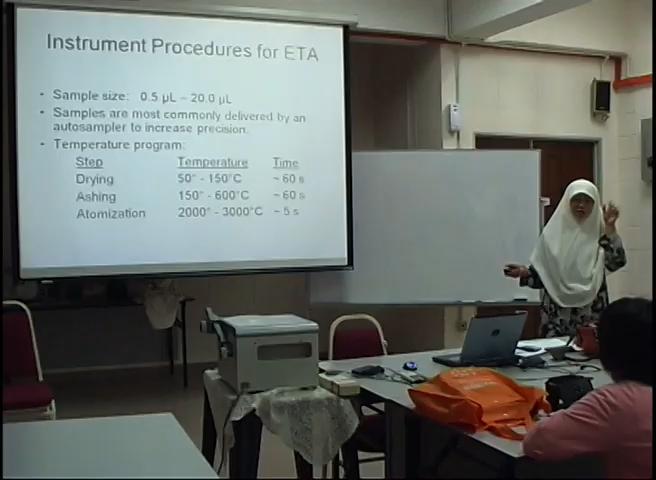 Instrument Procedures for ETA
• Sample size: 0.5 µL – 20.0 µL
• Samples are most commonly delivered by an
autosampler to increase precision.
• Temperature program:
Step Temperature Time
Drying 50° - 150°C ~ 60 s
Ashing 150° - 600°C ~ 60 s
Atomization 2000° - 3000°C ~ 5 s